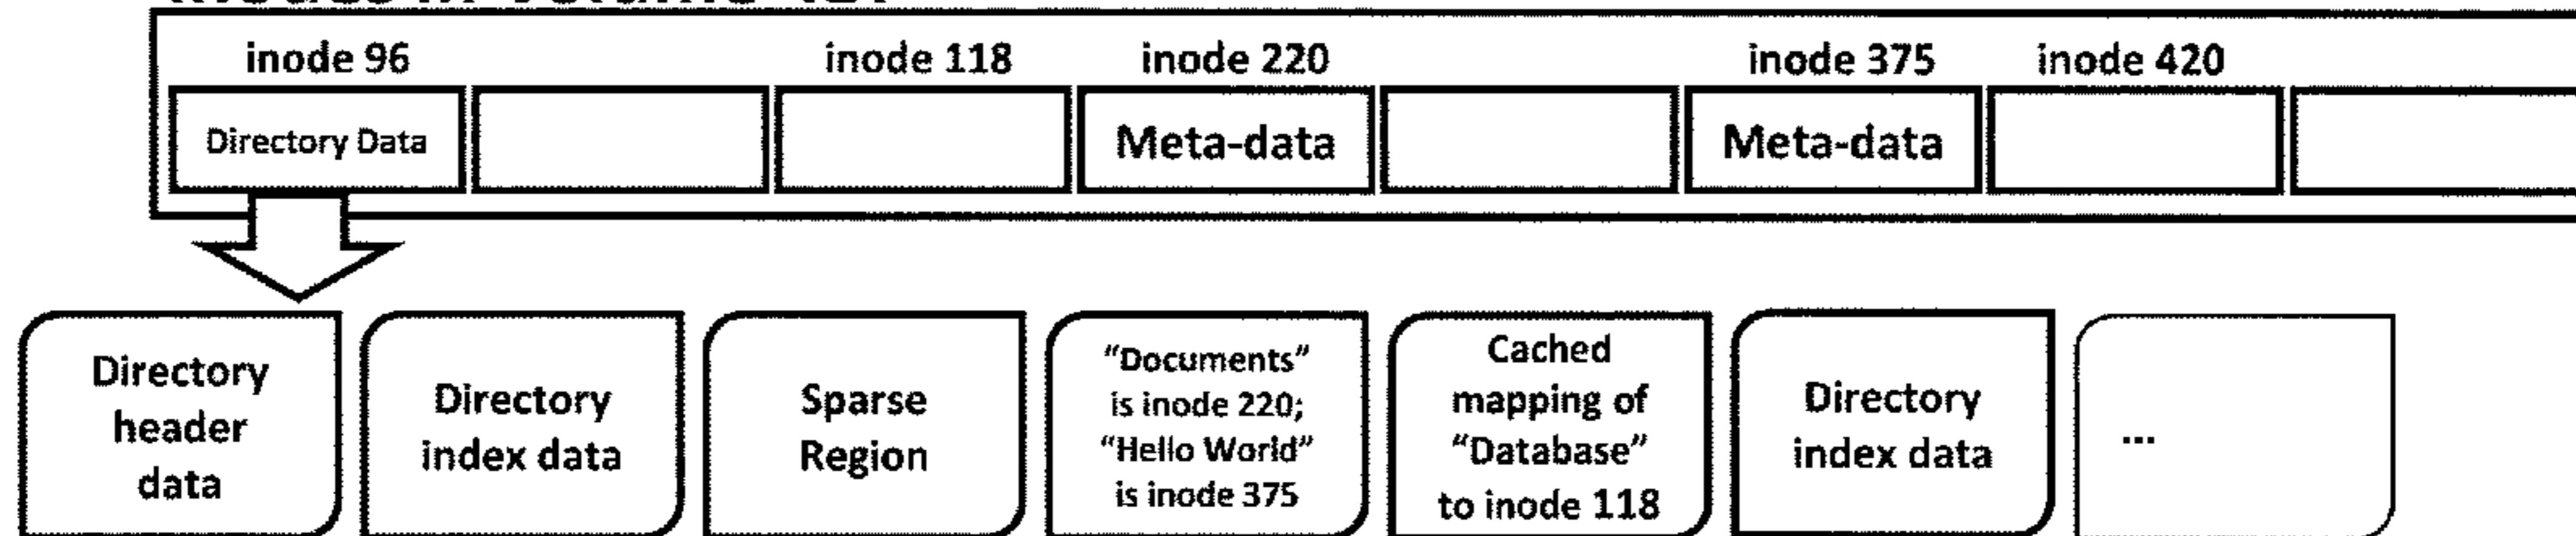 inode 96 inode 118 inode 220 inode 375 inode 420
Directory Data Meta-data Meta-data
Directory
header
data
Directory
index data
Sparse
Region
“Documents”
is inode 220;
“Hello World”
is inode 375
Cached
mapping of
“Database”
to inode 118
Directory
index data
...